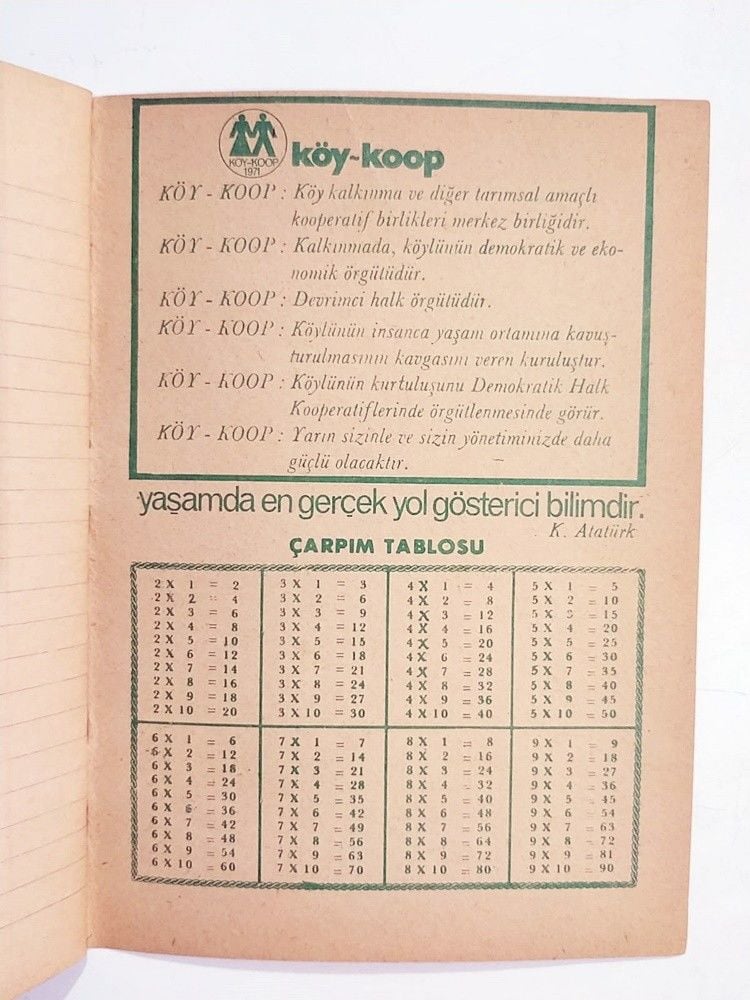 KÖY-KOOP
1971
köy-koop
KÖY - KOOP : Köy kalkınma ve diğer tarımsal amaçlı
kooperatif birlikleri merkez birliğidir.
KÖY - KOOP : Kalkınmada, köylünün demokratik ve eko-
nomik örgütüdür.
KÖY - KOOP : Devrimci halk örgütüdür.
KÖY - KOOP : Köylünün insanca yaşam ortamına kavuş-
turulmasının kavgasını veren kuruluştur.
KÖY - KOOP : Köylünün kurtuluşunu Demokratik Halk
Kooperatiflerinde örgütlenmesinde görür.
KÖY - KOOP : Yarın sizinle ve sizin yönetiminizde daha
güçlü olacaktır.
yaşamda en gerçek yol gösterici bilimdir.
K. Atatürk
ÇARPIM TABLOSU
2 X 1 = 2
2 X 2 = 4
2 X 3 = 6
2 X 4 = 8
2 X 5 = 10
2 X 6 = 12
2 X 7 = 14
2 X 8 = 16
2 X 9 = 18
2 X 10 = 20
3 X 1 = 3
3 X 2 = 6
3 X 3 = 9
3 X 4 = 12
3 X 5 = 15
3 X 6 = 18
3 X 7 = 21
3 X 8 = 24
3 X 9 = 27
3 X 10 = 30
4 X 1 = 4
4 X 2 = 8
4 X 3 = 12
4 X 4 = 16
4 X 5 = 20
4 X 6 = 24
4 X 7 = 28
4 X 8 = 32
4 X 9 = 36
4 X 10 = 40
5 X 1 = 5
5 X 2 = 10
5 X 3 = 15
5 X 4 = 20
5 X 5 = 25
5 X 6 = 30
5 X 7 = 35
5 X 8 = 40
5 X 9 = 45
5 X 10 = 50
6 X 1 = 6
6 X 2 = 12
6 X 3 = 18
6 X 4 = 24
6 X 5 = 30
6 X 6 = 36
6 X 7 = 42
6 X 8 = 48
6 X 9 = 54
6 X 10 = 60
7 X 1 = 7
7 X 2 = 14
7 X 3 = 21
7 X 4 = 28
7 X 5 = 35
7 X 6 = 42
7 X 7 = 49
7 X 8 = 56
7 X 9 = 63
7 X 10 = 70
8 X 1 = 8
8 X 2 = 16
8 X 3 = 24
8 X 4 = 32
8 X 5 = 40
8 X 6 = 48
8 X 7 = 56
8 X 8 = 64
8 X 9 = 72
8 X 10 = 80
9 X 1 = 9
9 X 2 = 18
9 X 3 = 27
9 X 4 = 36
9 X 5 = 45
9 X 6 = 54
9 X 7 = 63
9 X 8 = 72
9 X 9 = 81
9 X 10 = 90